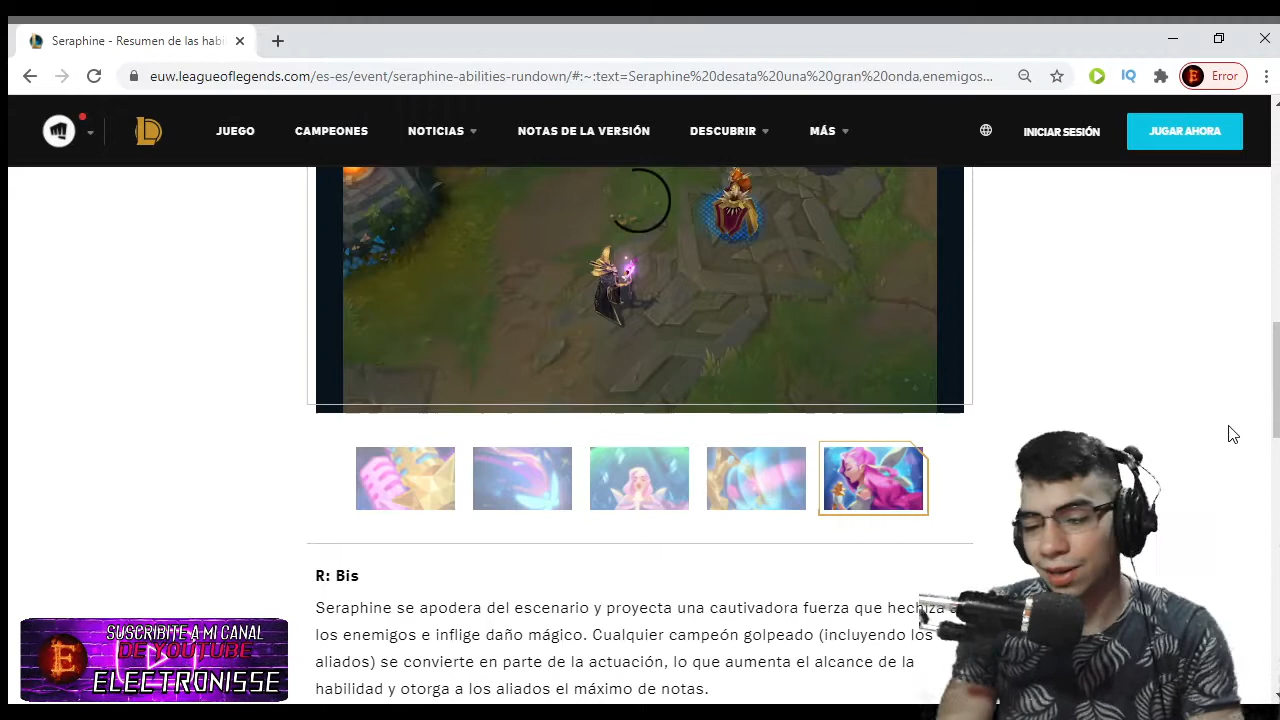 Seraphine - Resumen de las habi
euw.leagueoflegends.com/es-es/event/seraphine-abilities-rundown/#:~:text=Seraphine%20desata%20una%20gran%20onda,enemigos...
IQ
E
Error
JUEGO
CAMPEONES
NOTICIAS
NOTAS DE LA VERSIÓN
DESCUBRIR
MÁS
INICIAR SESIÓN
JUGAR AHORA
R: Bis
Seraphine se apodera del escenario y proyecta una cautivadora fuerza que hechiza a
los enemigos e inflige daño mágico. Cualquier campeón golpeado (incluyendo los
aliados) se convierte en parte de la actuación, lo que aumenta el alcance de la
habilidad y otorga a los aliados el máximo de notas.
SUSCRIBITE A MI CANAL
DE YOUTUBE
E
ELECTRONISSE